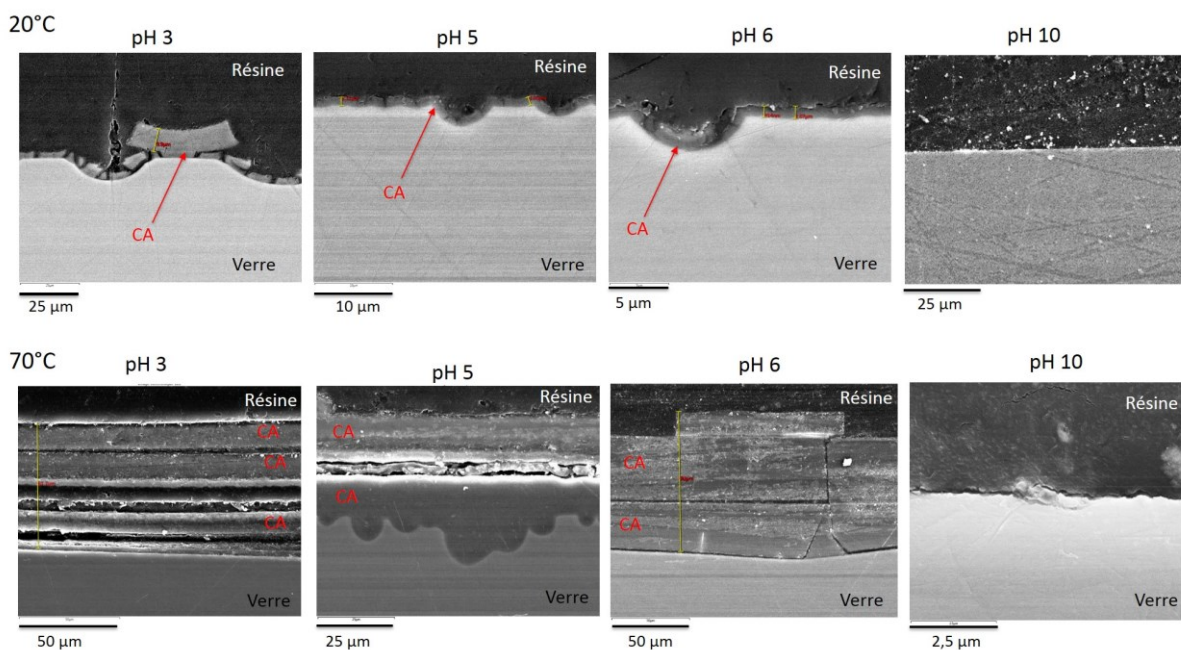 20°C
pH 3
pH 5
pH 6
pH 10
Résine
Résine
Résine
CA
CA
CA
Verre
Verre
Verre
25 µm
10 µm
5 µm
25 µm
70°C
pH 3
pH 5
pH 6
pH 10
Résine
Résine
Résine
Résine
CA
CA
CA
CA
CA
CA
CA
Verre
Verre
Verre
Verre
50 µm
25 µm
50 µm
2,5 µm